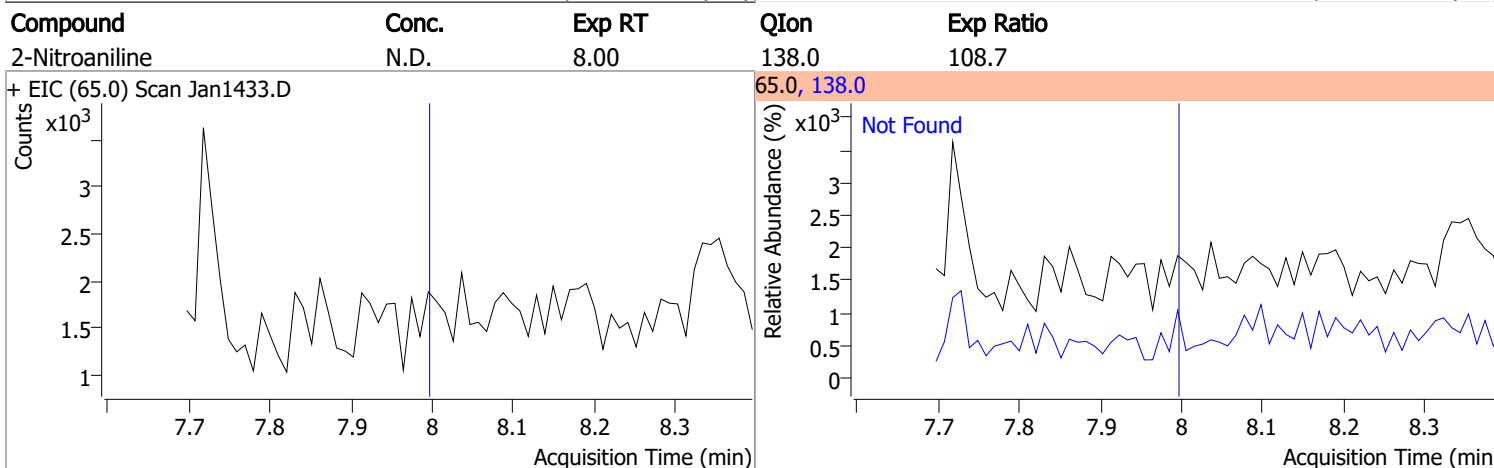 Compound Conc. Exp RT QIon Exp Ratio
2-Nitroaniline N.D. 8.00 138.0 108.7
+ EIC (65.0) Scan Jan1433.D
Counts
x10³
3
2.5
2
1.5
1
7.7 7.8 7.9 8 8.1 8.2 8.3
Acquisition Time (min)
65.0, 138.0
Relative Abundance (%)
x10³
Not Found
3
2.5
2
1.5
1
0.5
0
7.7 7.8 7.9 8 8.1 8.2 8.3
Acquisition Time (min)